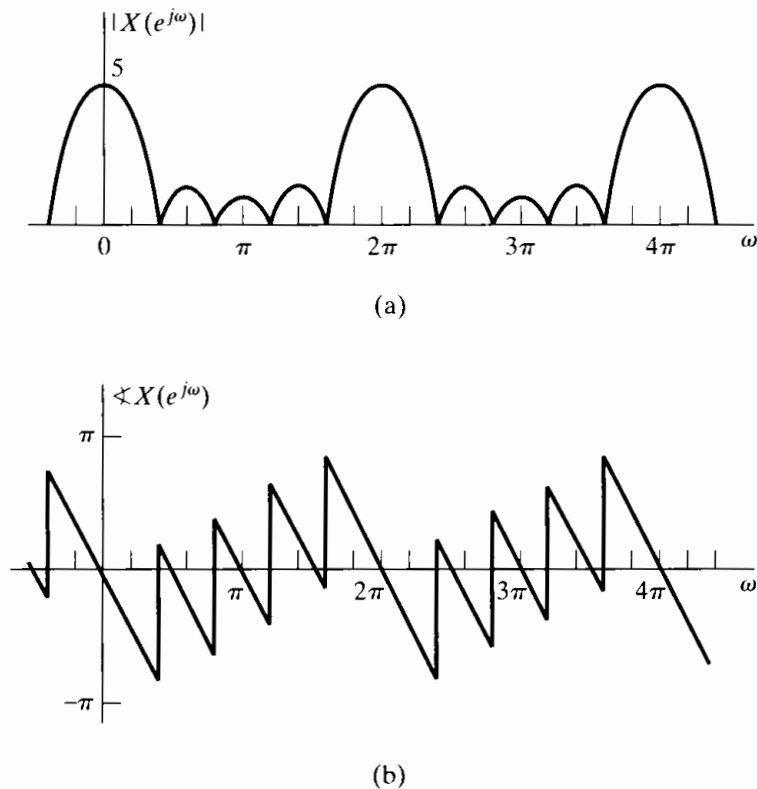 |X(e^{jω})|
5
0 π 2π 3π 4π ω
(a)
∢X(e^{jω})
π
π 2π 3π 4π ω
−π
(b)